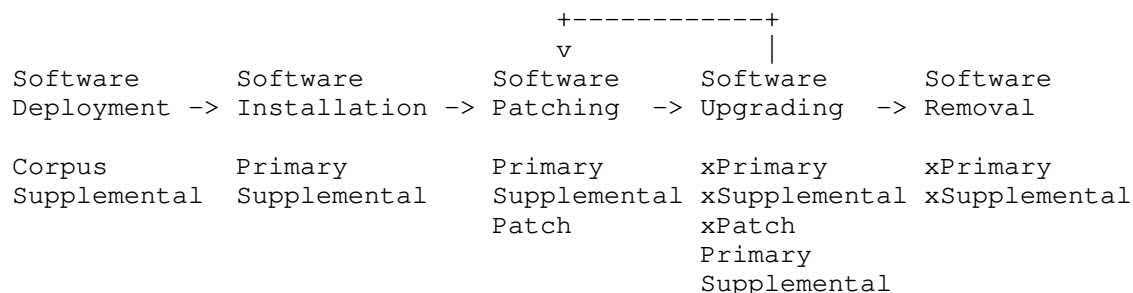 +------------+
v            |
Software       Software         Software      Software       Software
Deployment -> Installation -> Patching  -> Upgrading  -> Removal
Corpus         Primary          Primary       xPrimary       xPrimary
Supplemental  Supplemental     Supplemental xSupplemental xSupplemental
Patch         xPatch
Primary
Supplemental